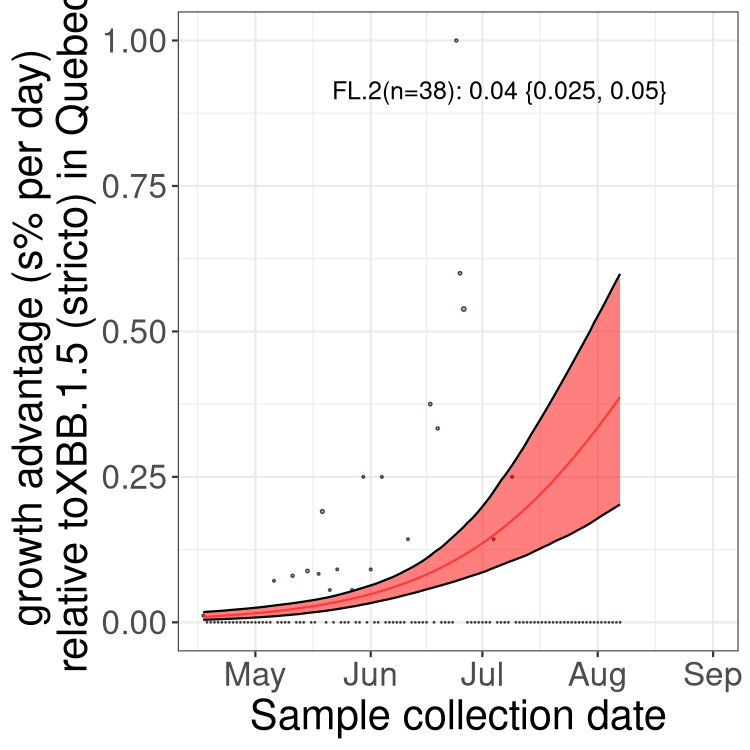 growth advantage (s% per day)
relative toXBB.1.5 (stricto) in Quebec
1.00
0.75
0.50
0.25
0.00
FL.2(n=38): 0.04 {0.025, 0.05}
May Jun Jul Aug Sep
Sample collection date